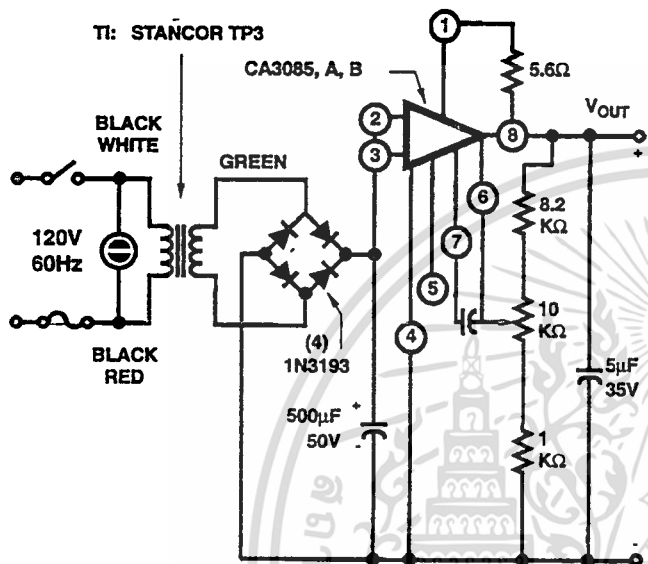 TI: STANCOR TP3
CA3085, A, B
1
5.6Ω
2
3
8
VOUT
+
BLACK
WHITE
GREEN
120V
60Hz
BLACK
RED
(4)
1N3193
6
7
5
4
8.2
KΩ
10
KΩ
1
KΩ
5μF
35V
500μF
50V
+
-
-